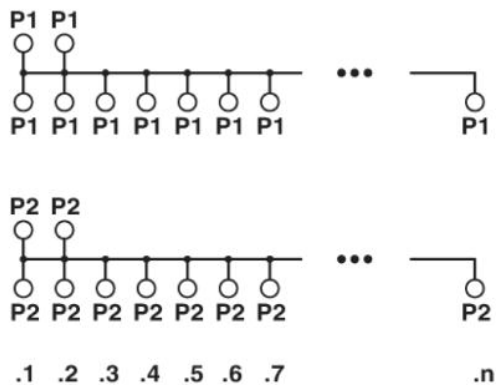 P1 P1
P1 P1 P1 P1 P1 P1 P1 P1
P2 P2
P2 P2 P2 P2 P2 P2 P2 P2
.1 .2 .3 .4 .5 .6 .7 .n